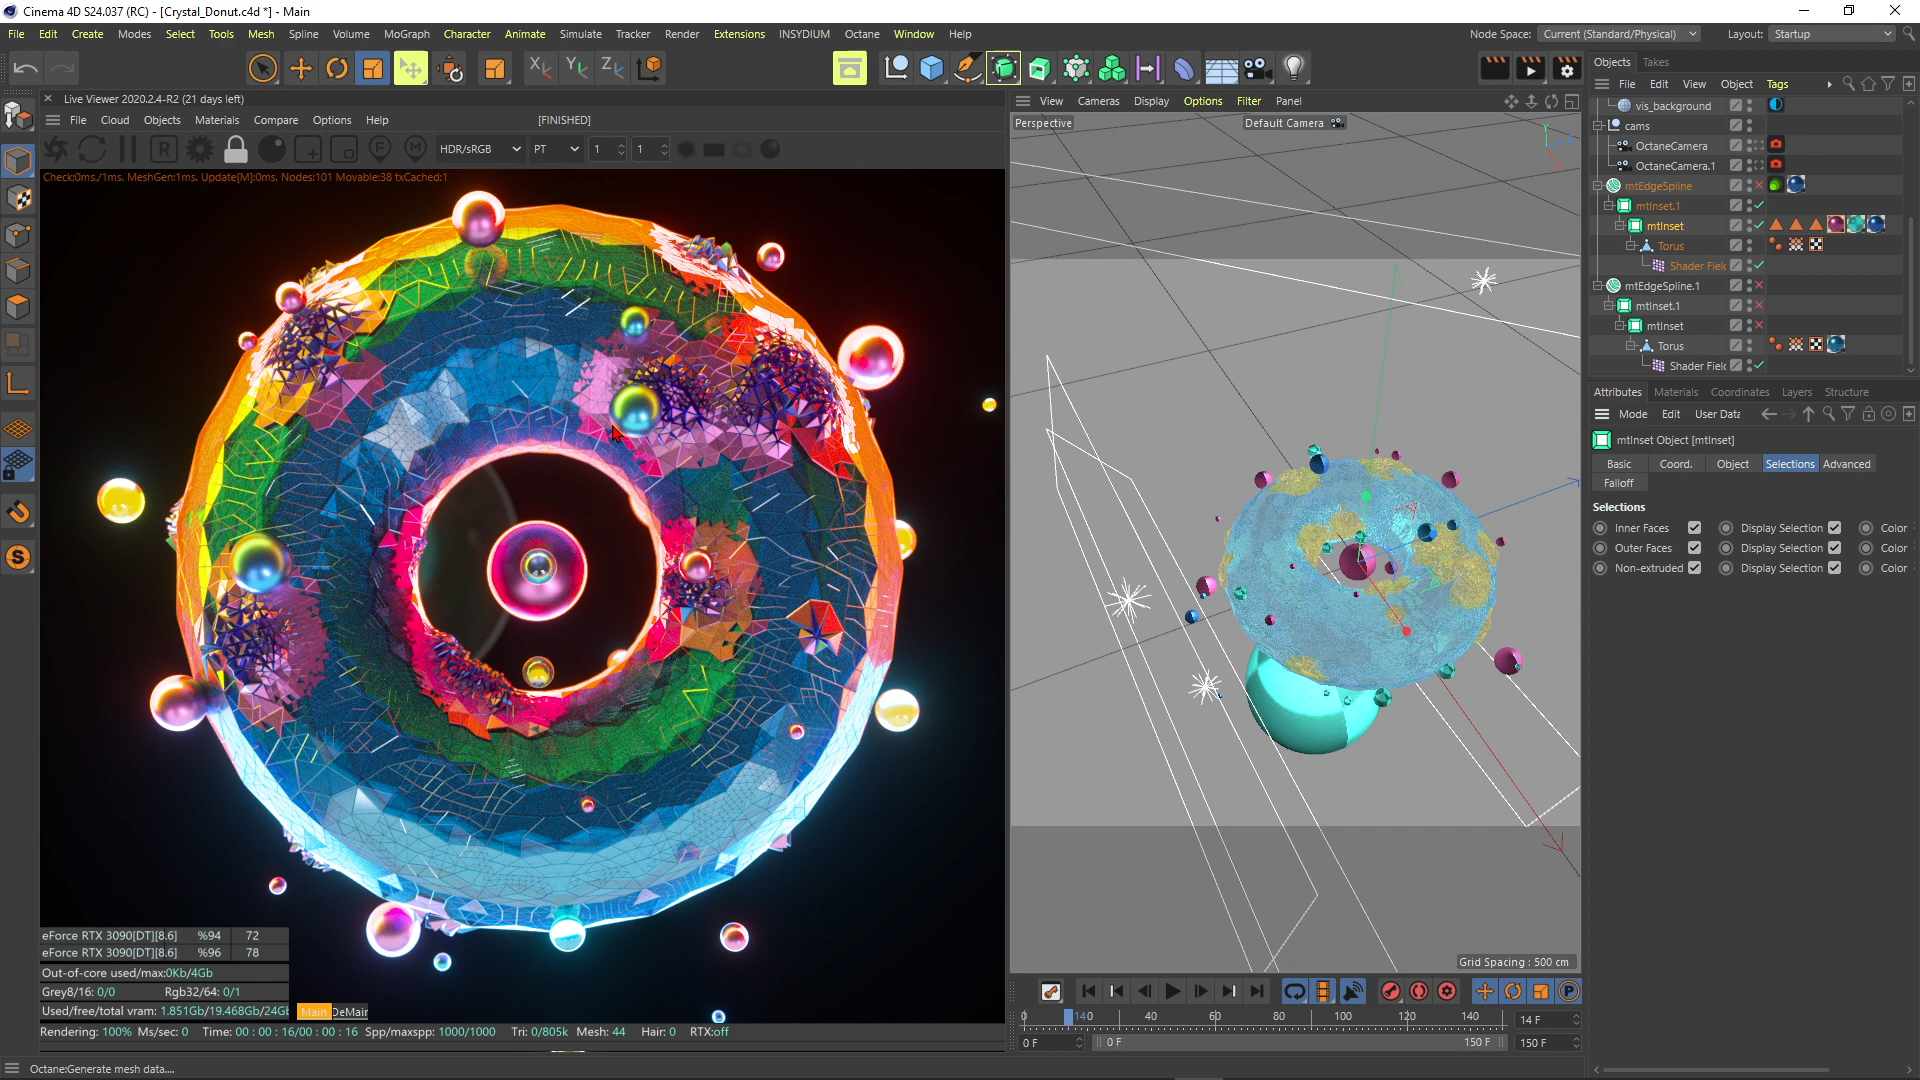 Cinema 4D S24.037 (RC) - [Crystal_Donut.c4d *] - Main
File Edit Create Modes Select Tools Mesh Spline Volume MoGraph Character Animate Simulate Tracker Render Extensions INSYDIUM Octane Window Help
Node Space: Current (Standard/Physical) Layout: Startup
X Y Z
Live Viewer 2020.2.4-R2 (21 days left)
File Cloud Objects Materials Compare Options Help [FINISHED]
R F M HDR/sRGB PT 1 1
Check:0ms./1ms. MeshGen:1ms. Update[M]:0ms. Nodes:101 Movable:38 txCached:1
eForce RTX 3090[DT][8.6] %94 72
eForce RTX 3090[DT][8.6] %96 78
Out-of-core used/max:0Kb/4Gb
Grey8/16: 0/0 Rgb32/64: 0/1
Used/free/total vram: 1.851Gb/19.468Gb/24Gb Main DeMain
Rendering: 100% Ms/sec: 0 Time: 00 : 00 : 16/00 : 00 : 16 Spp/maxspp: 1000/1000 Tri: 0/805k Mesh: 44 Hair: 0 RTX:off
Octane:Generate mesh data....
View Cameras Display Options Filter Panel
Perspective Default Camera
Y
Grid Spacing : 500 cm
0 140 40 60 80 100 120 140 14 F
0 F 0 F 150 F 150 F
Objects Takes
File Edit View Object Tags
vis_background
cams
OctaneCamera
OctaneCamera.1
mtEdgeSpline
mtInset.1
mtInset
Torus
Shader Fiel
mtEdgeSpline.1
mtInset.1
mtInset
Torus
Shader Fiel
Attributes Materials Coordinates Layers Structure
Mode Edit User Data
mtInset Object [mtInset]
Basic Coord. Object Selections Advanced
Falloff
Selections
Inner Faces Display Selection Color
Outer Faces Display Selection Color
Non-extruded Display Selection Color